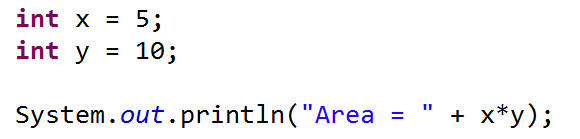 int x = 5;
int y = 10;
System.out.println("Area = " + x*y);